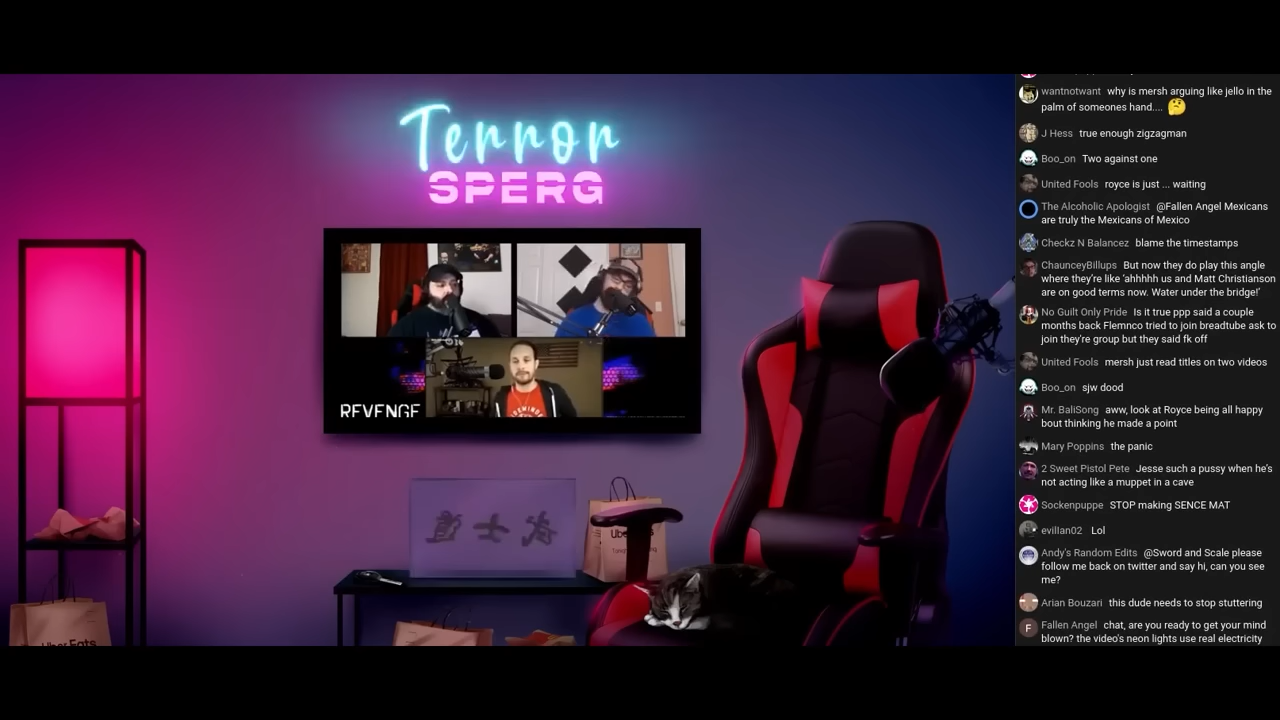 Terror
SPERG
REVENGE
武士道
Uber
Uber Eats
wantnotwant why is mersh arguing like jello in the
palm of someones hand.... 🤔
J Hess true enough zigzagman
Boo_on Two against one
United Fools royce is just ... waiting
The Alcoholic Apologist @Fallen Angel Mexicans
are truly the Mexicans of Mexico
Checkz N Balancez blame the timestamps
ChaunceyBillups But now they do play this angle
where they're like 'ahhhhh us and Matt Christianson
are on good terms now. Water under the bridge!'
No Guilt Only Pride Is it true ppp said a couple
months back Flemnco tried to join breadtube ask to
join they're group but they said fk off
United Fools mersh just read titles on two videos
Boo_on sjw dood
Mr. BaliSong aww, look at Royce being all happy
bout thinking he made a point
Mary Poppins the panic
2 Sweet Pistol Pete Jesse such a pussy when he's
not acting like a muppet in a cave
Sockenpuppe STOP making SENCE MAT
evillan02 Lol
Andy's Random Edits @Sword and Scale please
follow me back on twitter and say hi, can you see
me?
Arian Bouzari this dude needs to stop stuttering
F Fallen Angel chat, are you ready to get your mind
blown? the video's neon lights use real electricity